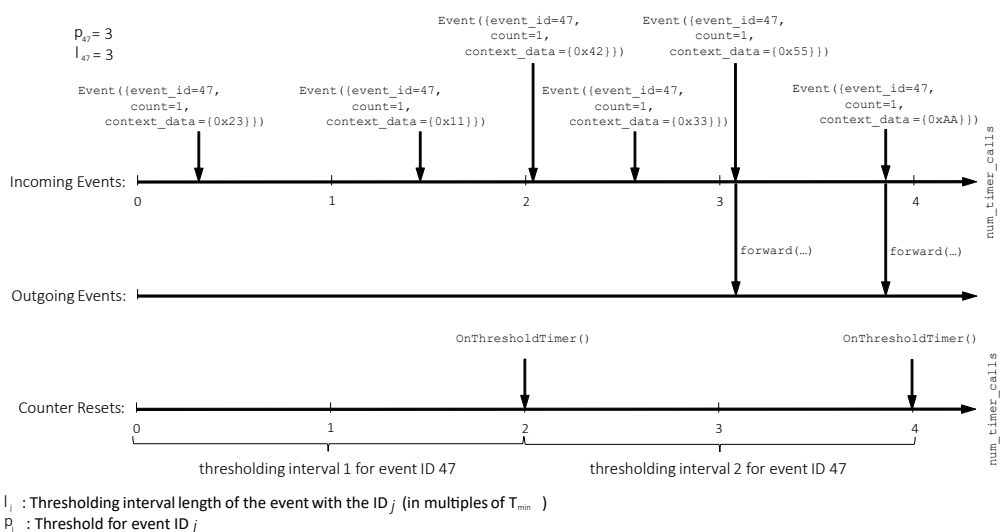 p47= 3
l47= 3
Event({event_id=47,
count=1,
context_data={0x42}})
Event({event_id=47,
count=1,
context_data={0x55}})
Event({event_id=47,
count=1,
context_data={0x23}})
Event({event_id=47,
count=1,
context_data={0x11}})
Event({event_id=47,
count=1,
context_data={0x33}})
Event({event_id=47,
count=1,
context_data={0xAA}})
Incoming Events:
0 1 2 3 4
num_timer_calls
forward(…) forward(…)
Outgoing Events:
OnThresholdTimer() OnThresholdTimer()
Counter Resets:
0 1 2 3 4
num_timer_calls
thresholding interval 1 for event ID 47 thresholding interval 2 for event ID 47
lj : Thresholding interval length of the event with the ID j (in multiples of Tmin )
pj : Threshold for event ID j